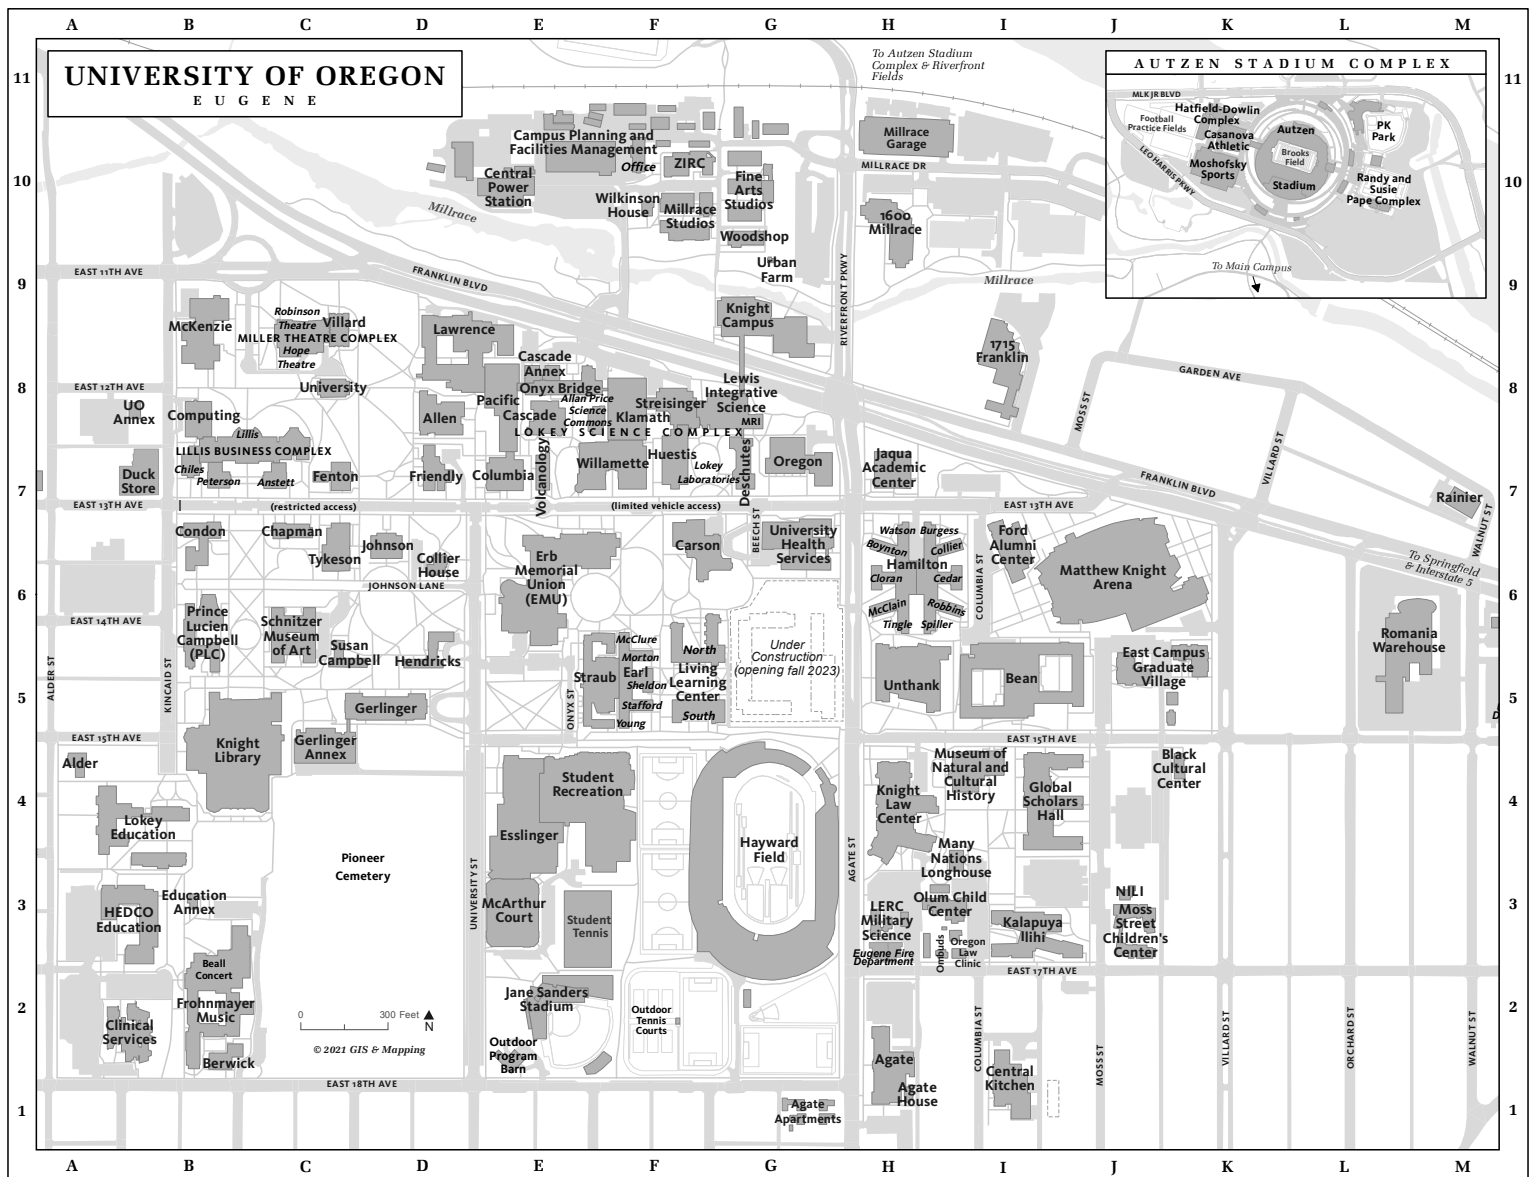 A B C D E F G H I J K L M
11
UNIVERSITY OF OREGON
EUGENE
To Autzen Stadium
Complex & Riverfront
Fields
AUTZEN STADIUM COMPLEX
MLK JR BLVD
Hatfield-Dowlin
Complex
Football
Practice Fields
Casanova
Athletic
Autzen
Brooks
Field
Stadium
PK
Park
LEO HARRIS PKWY
Moshofsky
Sports
Randy and
Susie
Pape Complex
To Main Campus
11
Campus Planning and
Facilities Management
Office
ZIRC
Millrace
Garage
MILLRACE DR
10
Central
Power
Station
Fine
Arts
Studios
Wilkinson
House
Millrace
Studios
Millrace
1600
Millrace
Woodshop
Urban
Farm
10
EAST 11TH AVE
FRANKLIN BLVD
RIVERFRONT PKWY
Millrace
9
9
McKenzie
Robinson
Theatre
Villard
MILLER THEATRE COMPLEX
Hope
Theatre
Lawrence
Knight
Campus
1715
Franklin
Cascade
Annex
GARDEN AVE
8
EAST 12TH AVE
University
Onyx Bridge
Lewis
Integrative
Science
8
UO
Annex
Computing
Allen
Pacific
Cascade
Allan Price
Science
Commons
Klamath
Streisinger
MRI
MOSS ST
LOKEY SCIENCE COMPLEX
Lillis
LILLIS BUSINESS COMPLEX
Chiles
Peterson
Anstett
Fenton
Friendly
Columbia
Volcanology
Willamette
Huestis
Lokey
Laboratories
Deschutes
Oregon
Jaqua
Academic
Center
VILLARD ST
FRANKLIN BLVD
Duck
Store
Rainier
7
7
EAST 13TH AVE
(restricted access)
(limited vehicle access)
EAST 13TH AVE
WALNUT ST
Condon
Chapman
Tykeson
Johnson
Collier
House
Erb
Memorial
Union
(EMU)
Carson
BEECH ST
University
Health
Services
Watson
Burgess
Boynton
Collier
Hamilton
Cloran
Cedar
McClain
Robbins
Tingle
Spiller
COLUMBIA ST
Ford
Alumni
Center
Matthew Knight
Arena
To Springfield
& Interstate 5
JOHNSON LANE
6
6
Prince
Lucien
Campbell
(PLC)
EAST 14TH AVE
Schnitzer
Museum
of Art
Susan
Campbell
Hendricks
McClure
Morton
North
Straub
Earl
Sheldon
Living
Learning
Center
Stafford
Young
South
Under
Construction
(opening fall 2023)
Unthank
Bean
East Campus
Graduate
Village
Romania
Warehouse
ALDER ST
KINCAID ST
ONYX ST
5
Gerlinger
D
5
EAST 15TH AVE
Knight
Library
Gerlinger
Annex
EAST 15TH AVE
Alder
Student
Recreation
Museum of
Natural and
Cultural
History
Black
Cultural
Center
4
Knight
Law
Center
Global
Scholars
Hall
4
Lokey
Education
Esslinger
Hayward
Field
AGATE ST
Many
Nations
Longhouse
Pioneer
Cemetery
UNIVERSITY ST
NILI
3
Education
Annex
HEDCO
Education
McArthur
Court
Student
Tennis
LERC
Military
Science
Olum Child
Center
Kalapuya
Ilihi
Moss
Street
Children's
Center
3
Eugene Fire
Department
Ombuds
Oregon
Law
Clinic
EAST 17TH AVE
Beall
Concert
2
Frohnmayer
Music
Clinical
Services
Berwick
0 300 Feet
N
© 2021 GIS & Mapping
Jane Sanders
Stadium
Outdoor
Tennis
Courts
Outdoor
Program
Barn
2
Agate
Agate
House
COLUMBIA ST
Central
Kitchen
MOSS ST
VILLARD ST
ORCHARD ST
WALNUT ST
EAST 18TH AVE
1
Agate
Apartments
1
A B C D E F G H I J K L M